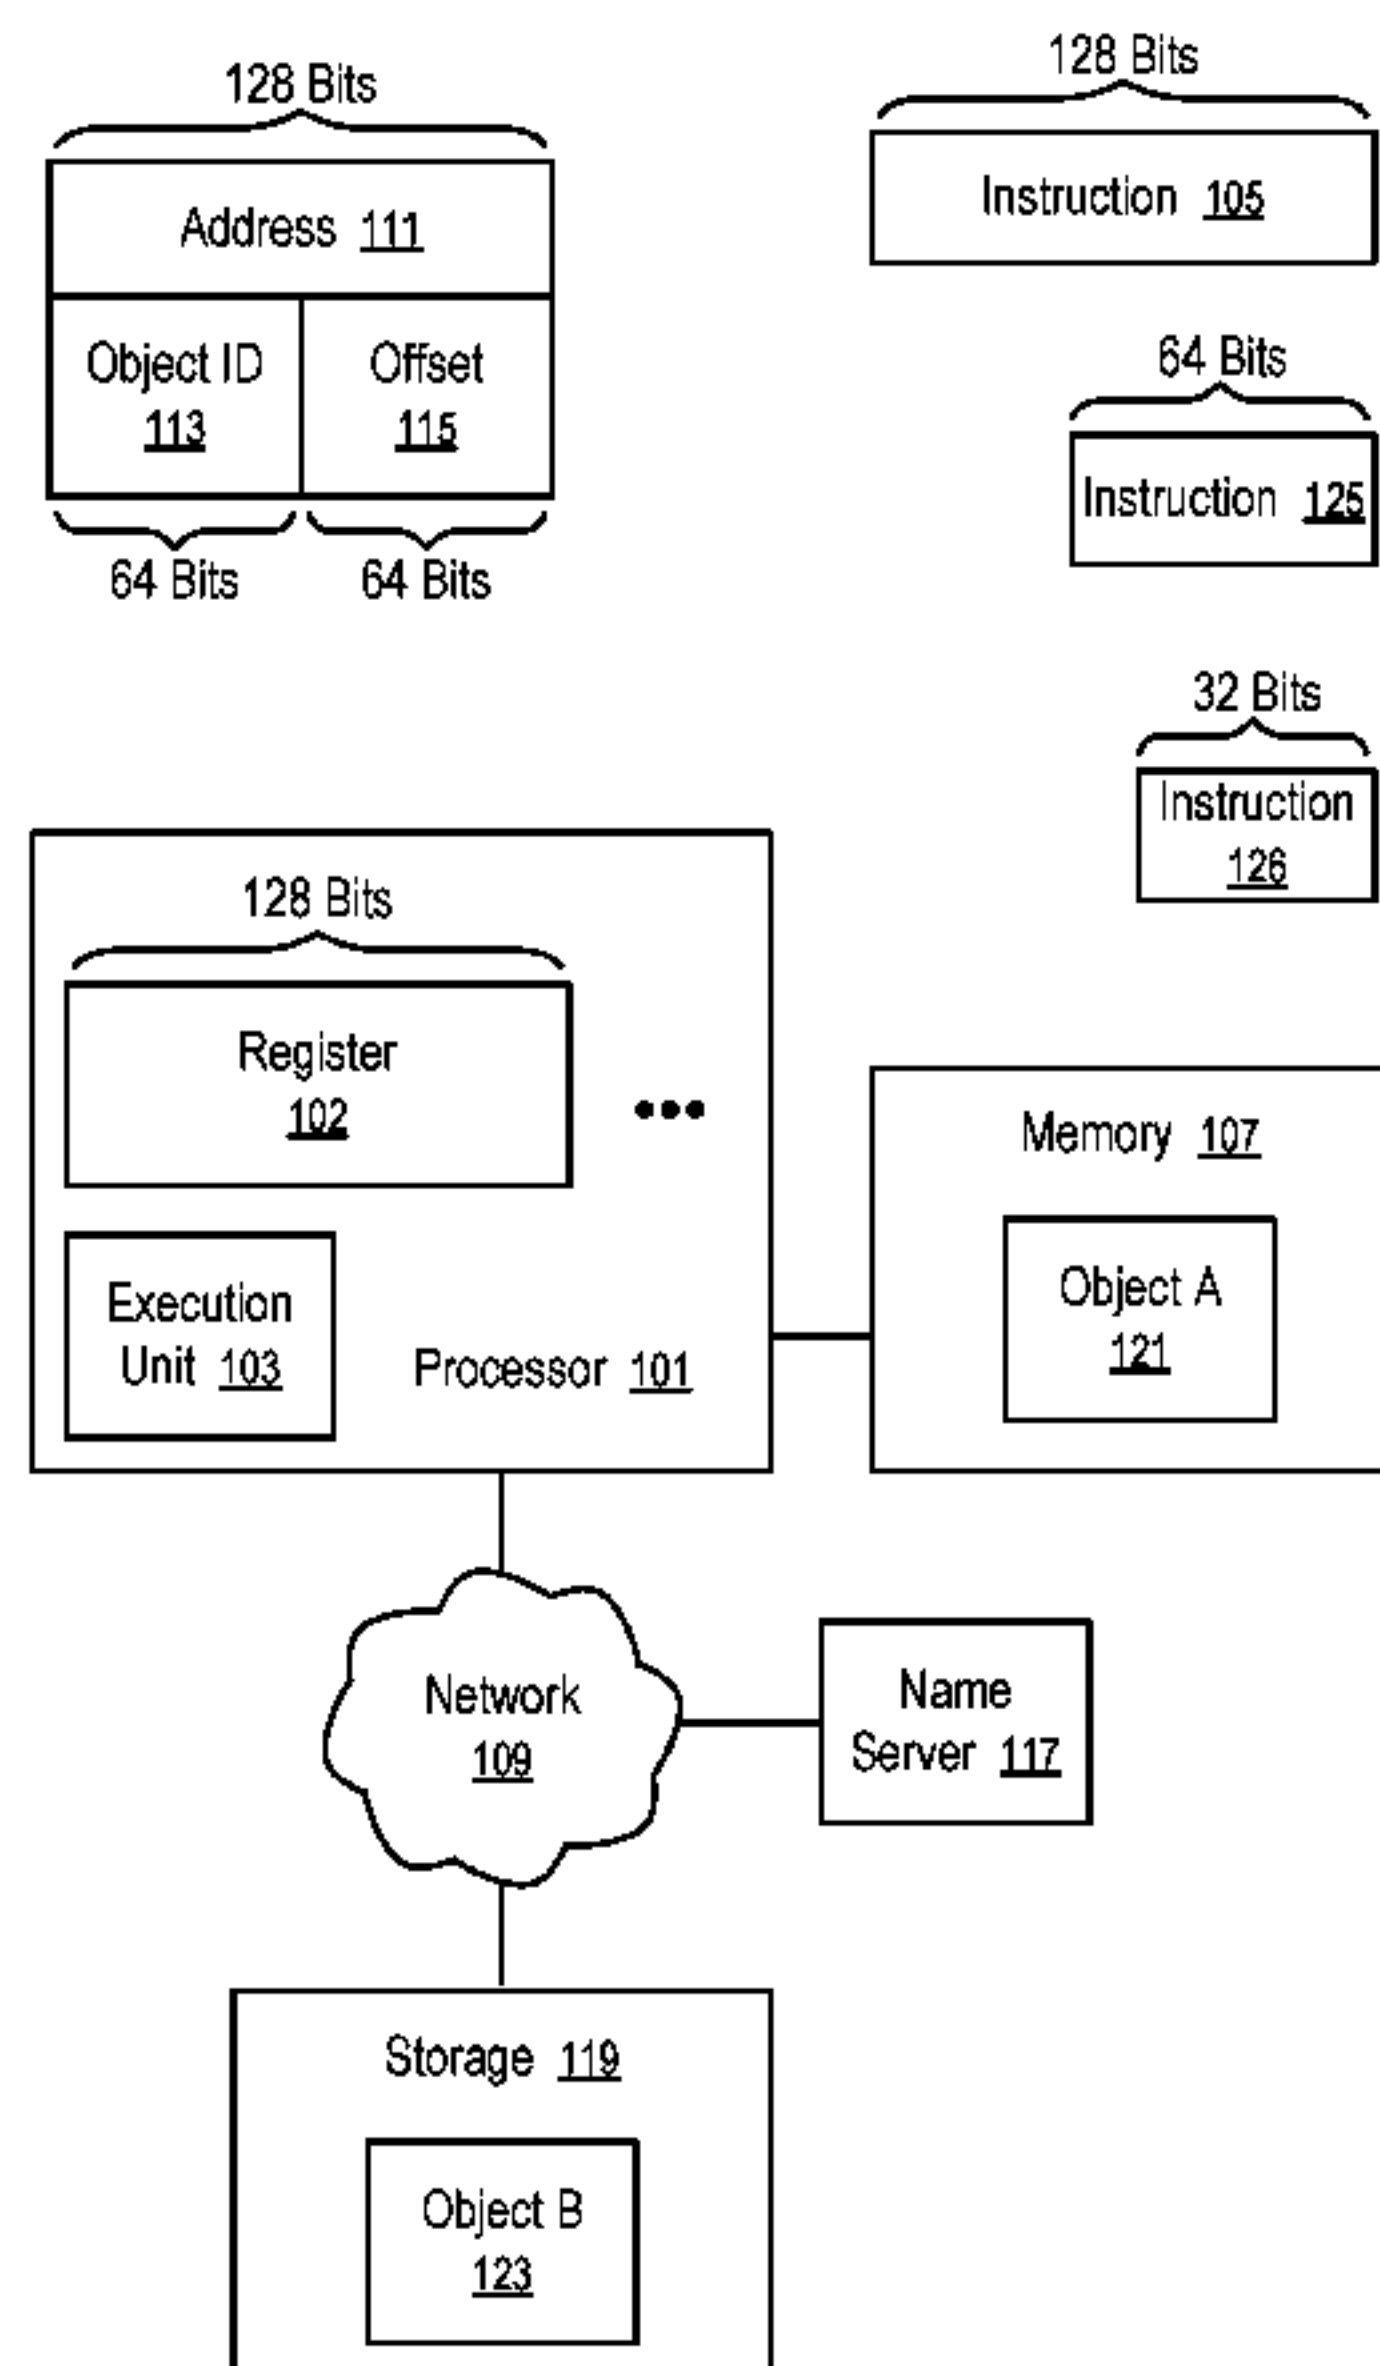 128 Bits
Address 111
Object ID
113
Offset
115
64 Bits
64 Bits
128 Bits
Instruction 105
64 Bits
Instruction 125
32 Bits
Instruction
126
128 Bits
Register
102
Execution
Unit 103
Processor 101
Memory 107
Object A
121
Network
109
Name
Server 117
Storage 119
Object B
123